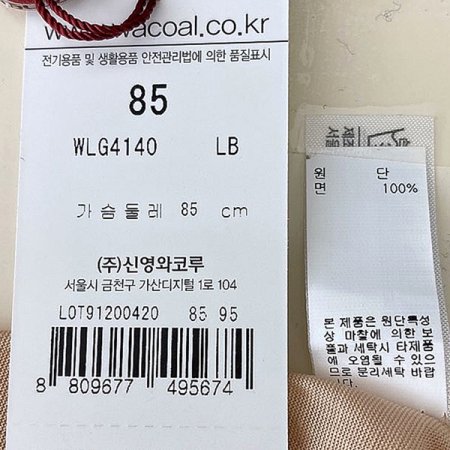 www.wacoal.co.kr
전기용품 및 생활용품 안전관리법에 의한 품질표시
85
WLG4140 LB
가슴둘레 85 cm
(주)신영와코루
서울시 금천구 가산디지털 1로 104
LOT91200420 85 95
8 809677 495674
원 단
면 100%
본 제품은 원단특성
상 마찰에 의한 보
풀과 세탁시 타제품
에 오염될 수 있으
므로 분리세탁 바랍
니다.